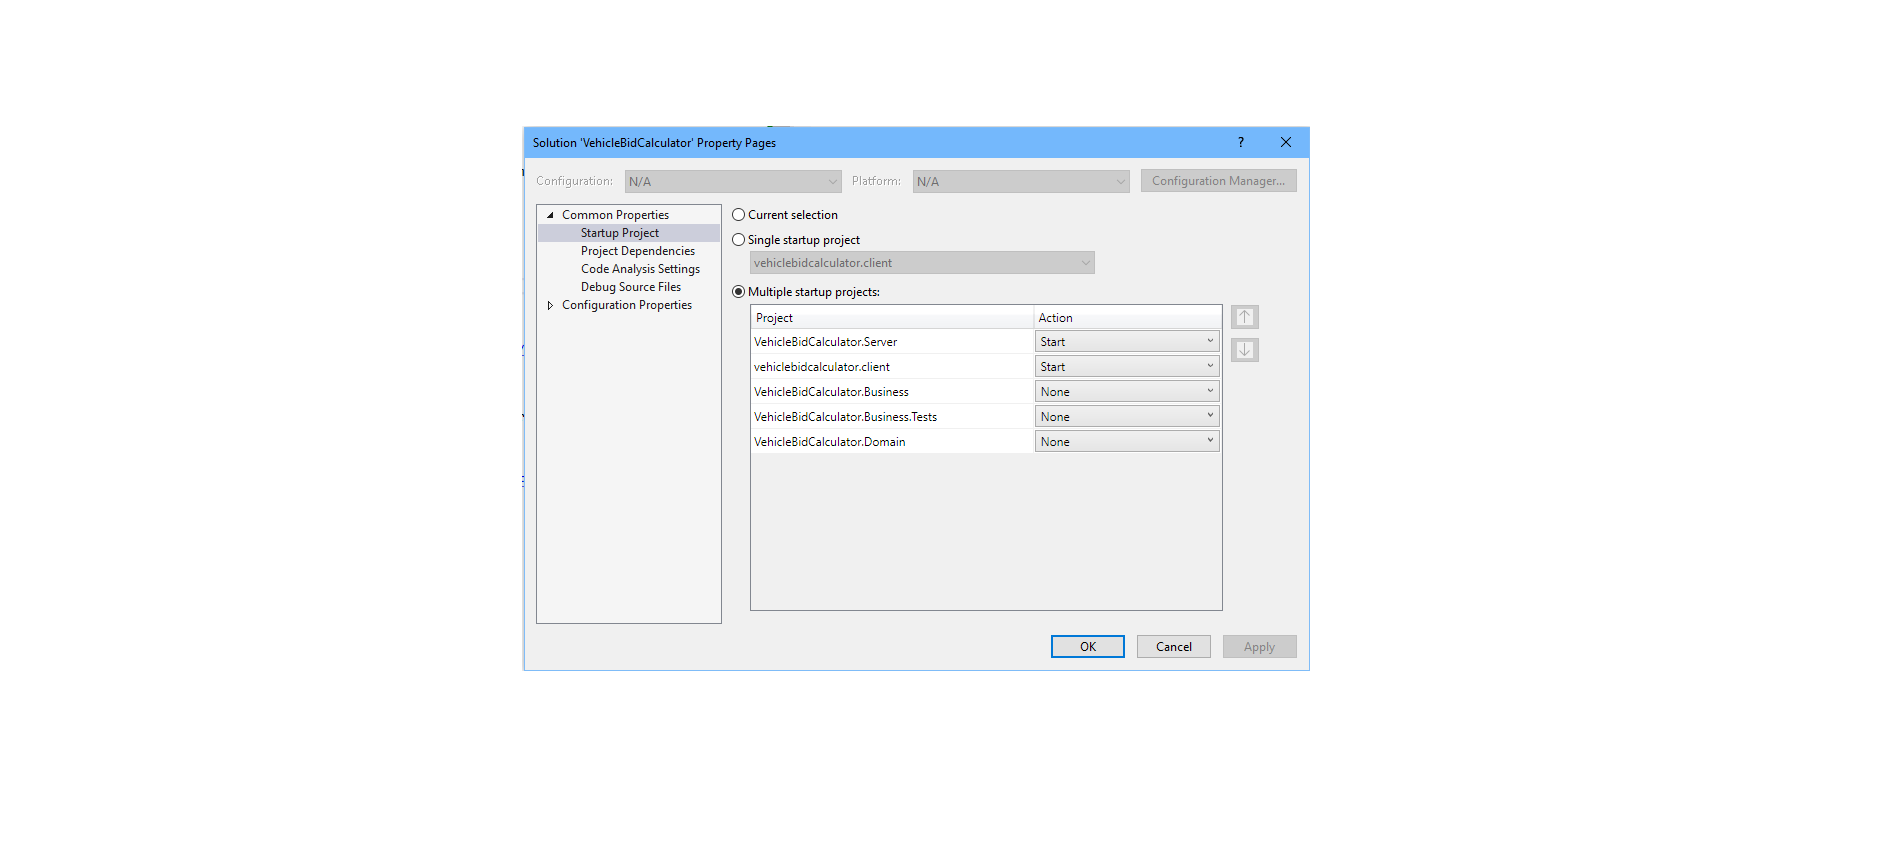 Solution 'VehicleBidCalculator' Property Pages ?
Configuration: N/A Platform: N/A Configuration Manager...
Common Properties
Startup Project
Project Dependencies
Code Analysis Settings
Debug Source Files
Configuration Properties
Current selection
Single startup project
vehiclebidcalculator.client
Multiple startup projects:
Project Action
VehicleBidCalculator.Server Start
vehiclebidcalculator.client Start
VehicleBidCalculator.Business None
VehicleBidCalculator.Business.Tests None
VehicleBidCalculator.Domain None
OK Cancel Apply